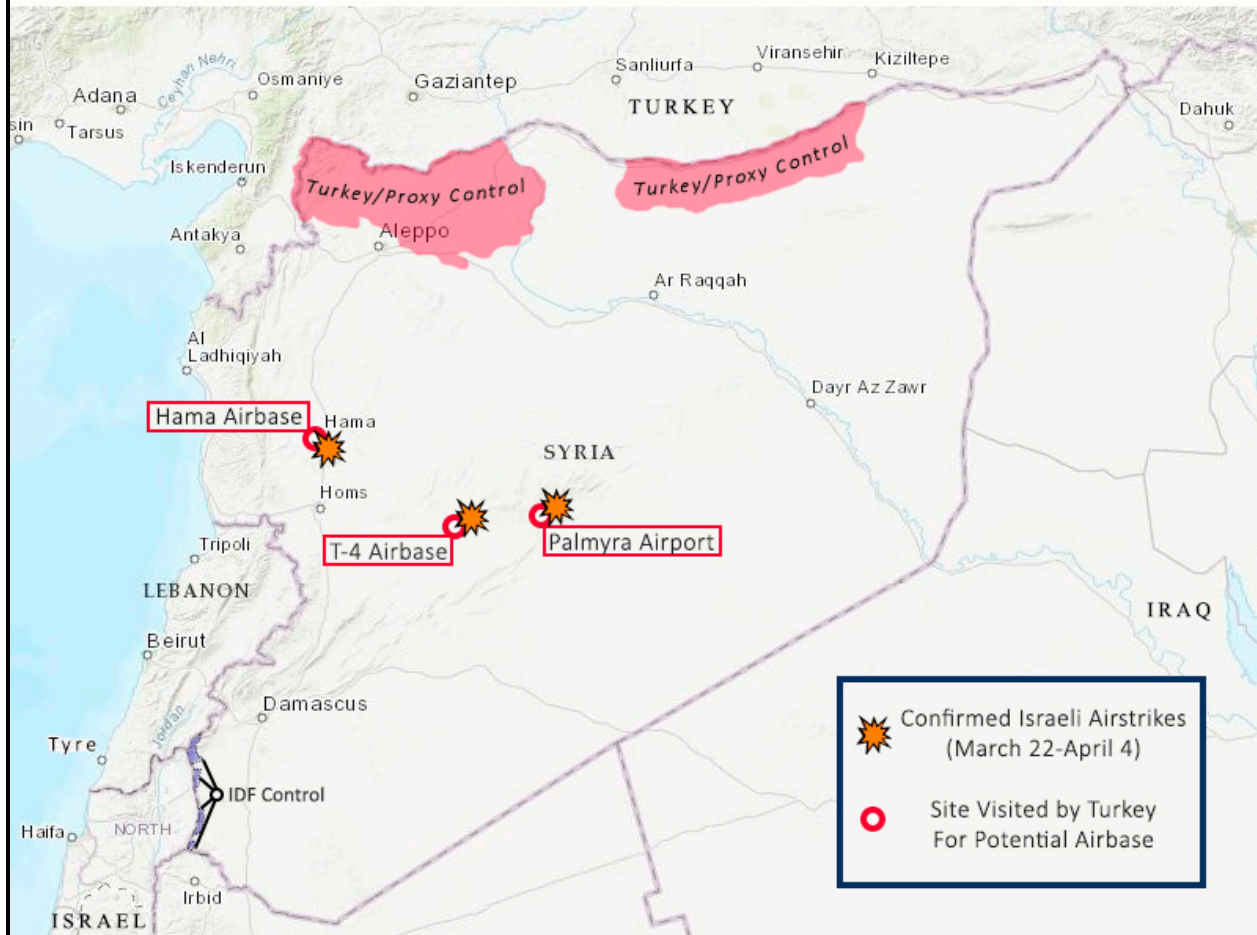 Ceyhan Nehri
Osmaniye
Gaziantep
Sanliurfa
Viransehir
Kiziltepe
Adana
TURKEY
Dahuk
sin
Tarsus
Iskenderun
Turkey/Proxy Control
Turkey/Proxy Control
Antakya
Aleppo
Ar Raqqah
Al
Ladhiqiyah
Dayr Az Zawr
Hama Airbase
Hama
SYRIA
Homs
T-4 Airbase
Palmyra Airport
Tripoli
LEBANON
IRAQ
Beirut
Damascus
Jordan
Tyre
IDF Control
Haifa
NORTH
Irbid
ISRAEL
Confirmed Israeli Airstrikes
(March 22-April 4)
Site Visited by Turkey
For Potential Airbase